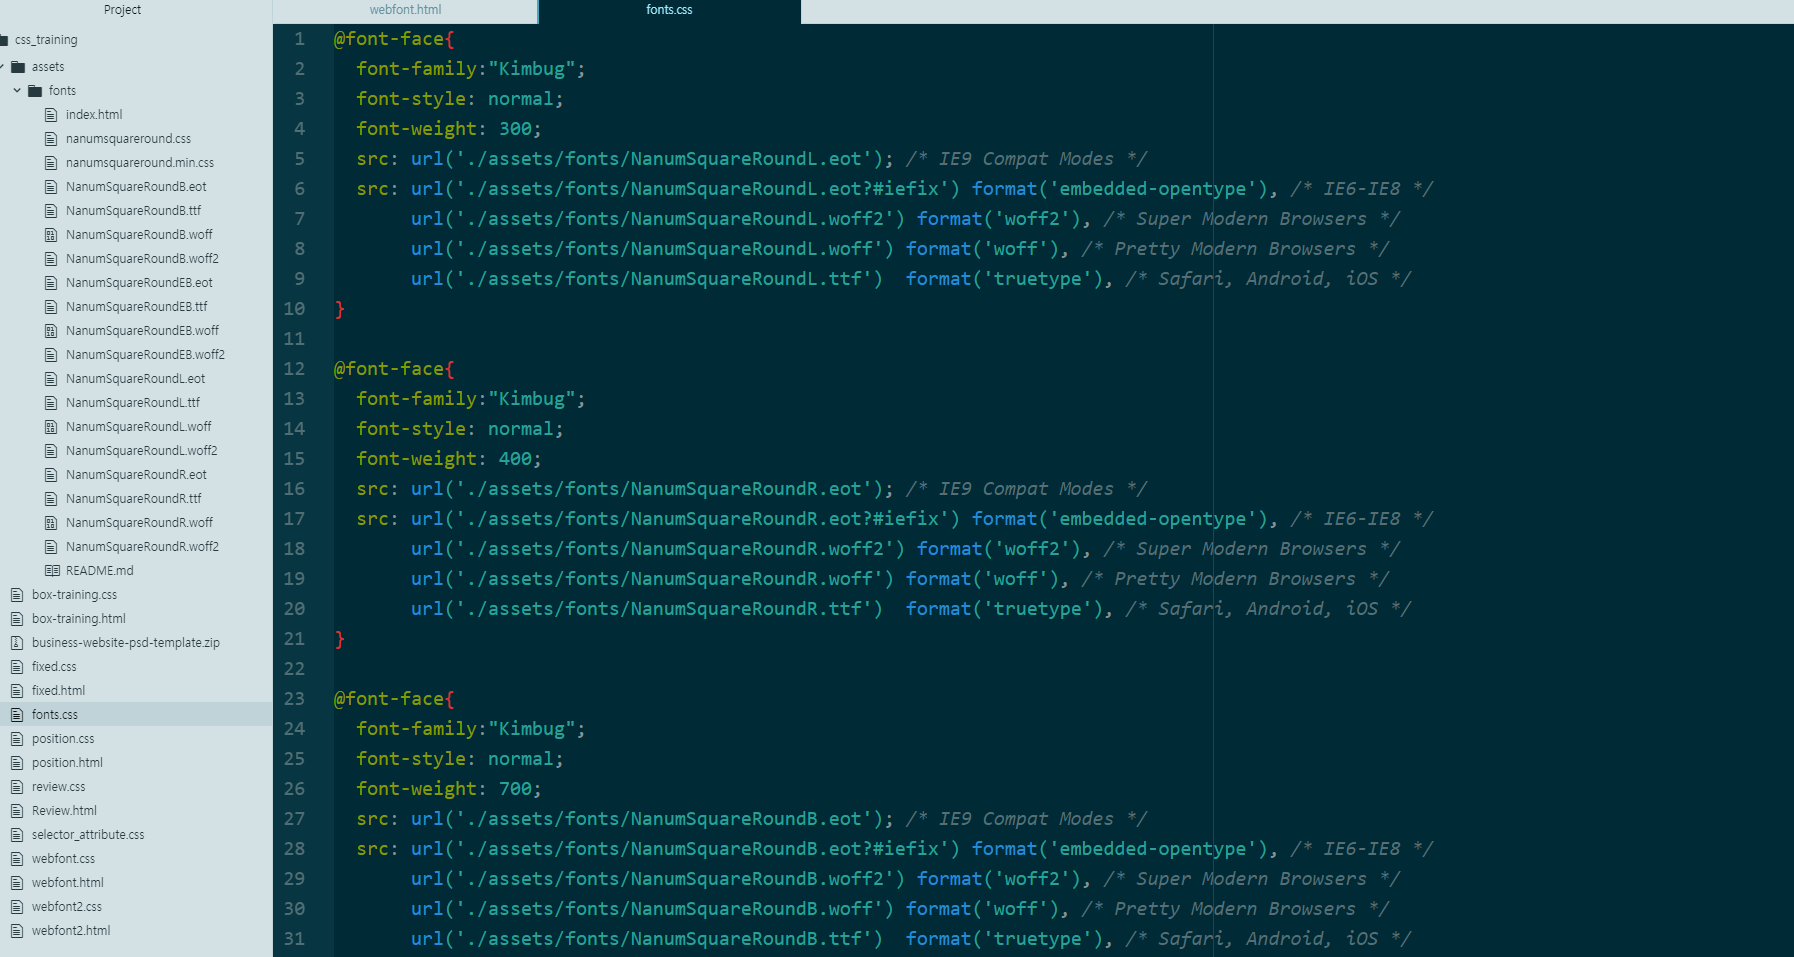 Project
css_training
assets
fonts
index.html
nanumsquareround.css
nanumsquareround.min.css
NanumSquareRoundB.eot
NanumSquareRoundB.ttf
NanumSquareRoundB.woff
NanumSquareRoundB.woff2
NanumSquareRoundEB.eot
NanumSquareRoundEB.ttf
NanumSquareRoundEB.woff
NanumSquareRoundEB.woff2
NanumSquareRoundL.eot
NanumSquareRoundL.ttf
NanumSquareRoundL.woff
NanumSquareRoundL.woff2
NanumSquareRoundR.eot
NanumSquareRoundR.ttf
NanumSquareRoundR.woff
NanumSquareRoundR.woff2
README.md
box-training.css
box-training.html
business-website-psd-template.zip
fixed.css
fixed.html
fonts.css
position.css
position.html
review.css
Review.html
selector_attribute.css
webfont.css
webfont.html
webfont2.css
webfont2.html
webfont.html
fonts.css
1 @font-face{
2 font-family:"Kimbug";
3 font-style: normal;
4 font-weight: 300;
5 src: url('./assets/fonts/NanumSquareRoundL.eot'); /* IE9 Compat Modes */
6 src: url('./assets/fonts/NanumSquareRoundL.eot?#iefix') format('embedded-opentype'), /* IE6-IE8 */
7 url('./assets/fonts/NanumSquareRoundL.woff2') format('woff2'), /* Super Modern Browsers */
8 url('./assets/fonts/NanumSquareRoundL.woff') format('woff'), /* Pretty Modern Browsers */
9 url('./assets/fonts/NanumSquareRoundL.ttf')  format('truetype'), /* Safari, Android, iOS */
10 }
11
12 @font-face{
13 font-family:"Kimbug";
14 font-style: normal;
15 font-weight: 400;
16 src: url('./assets/fonts/NanumSquareRoundR.eot'); /* IE9 Compat Modes */
17 src: url('./assets/fonts/NanumSquareRoundR.eot?#iefix') format('embedded-opentype'), /* IE6-IE8 */
18 url('./assets/fonts/NanumSquareRoundR.woff2') format('woff2'), /* Super Modern Browsers */
19 url('./assets/fonts/NanumSquareRoundR.woff') format('woff'), /* Pretty Modern Browsers */
20 url('./assets/fonts/NanumSquareRoundR.ttf')  format('truetype'), /* Safari, Android, iOS */
21 }
22
23 @font-face{
24 font-family:"Kimbug";
25 font-style: normal;
26 font-weight: 700;
27 src: url('./assets/fonts/NanumSquareRoundB.eot'); /* IE9 Compat Modes */
28 src: url('./assets/fonts/NanumSquareRoundB.eot?#iefix') format('embedded-opentype'), /* IE6-IE8 */
29 url('./assets/fonts/NanumSquareRoundB.woff2') format('woff2'), /* Super Modern Browsers */
30 url('./assets/fonts/NanumSquareRoundB.woff') format('woff'), /* Pretty Modern Browsers */
31 url('./assets/fonts/NanumSquareRoundB.ttf')  format('truetype'), /* Safari, Android, iOS */